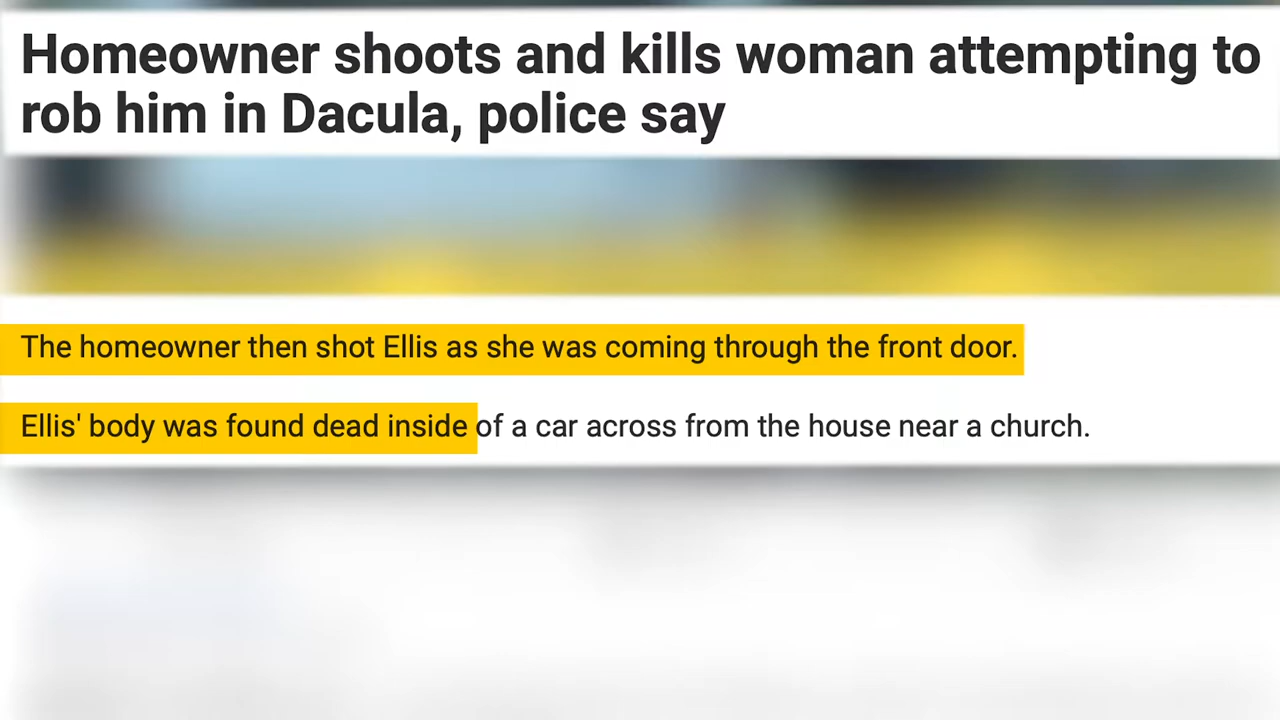 Homeowner shoots and kills woman attempting to
rob him in Dacula, police say
The homeowner then shot Ellis as she was coming through the front door.
Ellis' body was found dead inside of a car across from the house near a church.